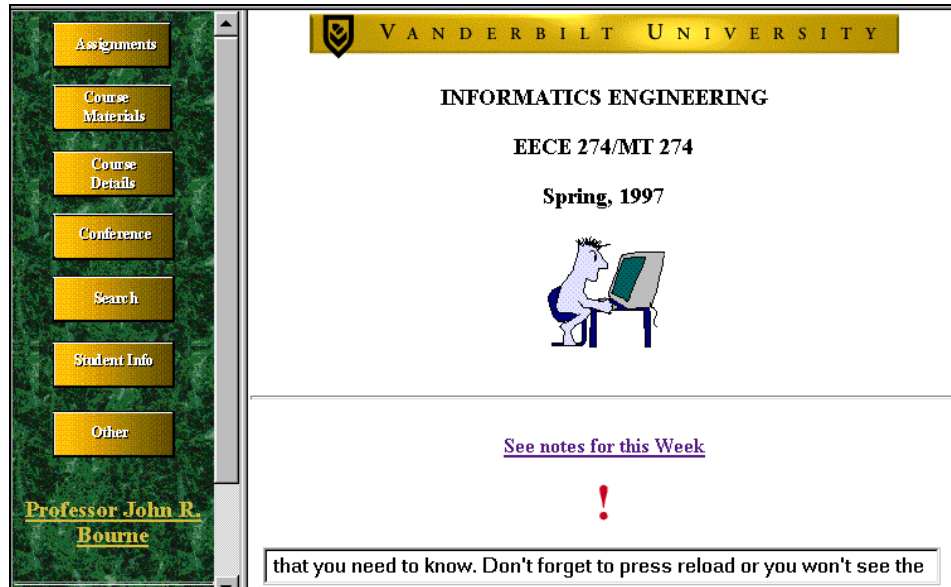 Assignments
Course
Materials
Course
Details
Conference
Search
Student Info
Other
Professor John R.
Bourne
VANDERBILT UNIVERSITY
INFORMATICS ENGINEERING
EECE 274/MT 274
Spring, 1997
See notes for this Week
!
that you need to know. Don't forget to press reload or you won't see the